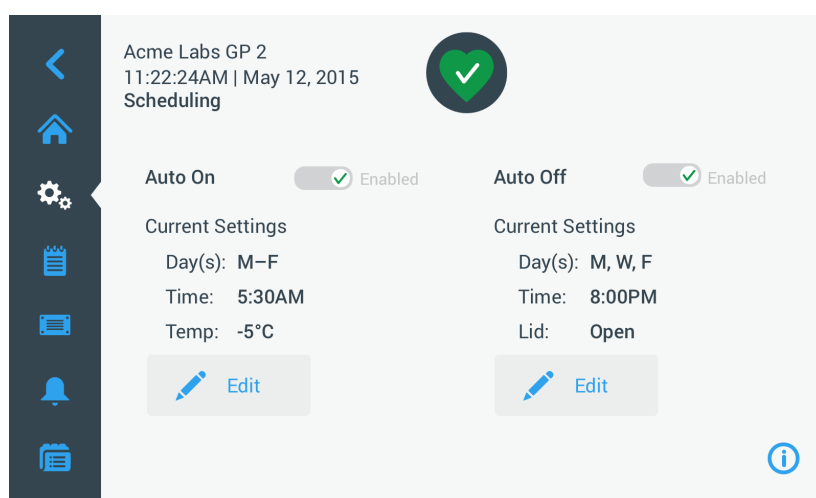 Acme Labs GP 2
11:22:24AM | May 12, 2015
Scheduling
Auto On Enabled
Current Settings
Day(s): M–F
Time: 5:30AM
Temp: -5°C
Edit
Auto Off Enabled
Current Settings
Day(s): M, W, F
Time: 8:00PM
Lid: Open
Edit